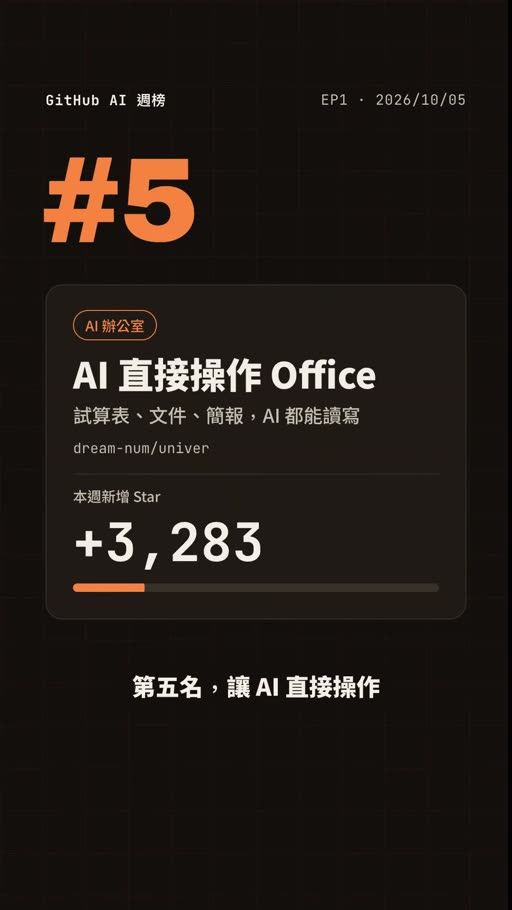 GitHub AI 週榜
EP1 · 2026/10/05
#5
AI 辦公室
AI 直接操作 Office
試算表、文件、簡報，AI 都能讀寫
dream-num/univer
本週新增 Star
+3,283
第五名，讓 AI 直接操作